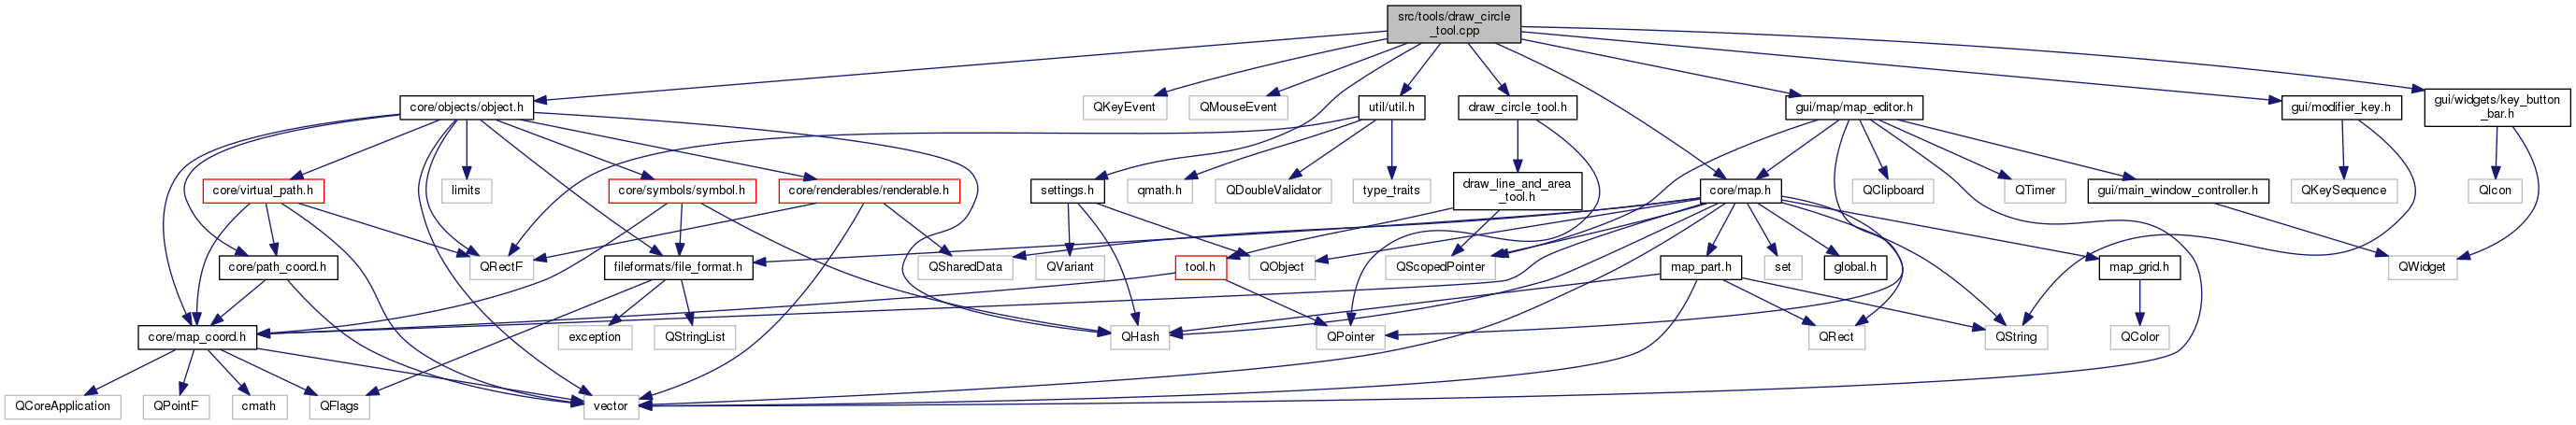 src/tools/draw_circle
_tool.cpp
core/objects/object.h
QKeyEvent
QMouseEvent
util/util.h
draw_circle_tool.h
gui/map/map_editor.h
gui/modifier_key.h
gui/widgets/key_button
_bar.h
core/virtual_path.h
limits
core/symbols/symbol.h
core/renderables/renderable.h
settings.h
qmath.h
QDoubleValidator
type_traits
draw_line_and_area
_tool.h
core/map.h
QClipboard
QTimer
gui/main_window_controller.h
QKeySequence
QIcon
core/path_coord.h
QRectF
fileformats/file_format.h
QSharedData
QVariant
tool.h
QObject
QScopedPointer
map_part.h
set
global.h
map_grid.h
QWidget
core/map_coord.h
exception
QStringList
QHash
QPointer
QRect
QString
QColor
QCoreApplication
QPointF
cmath
QFlags
vector